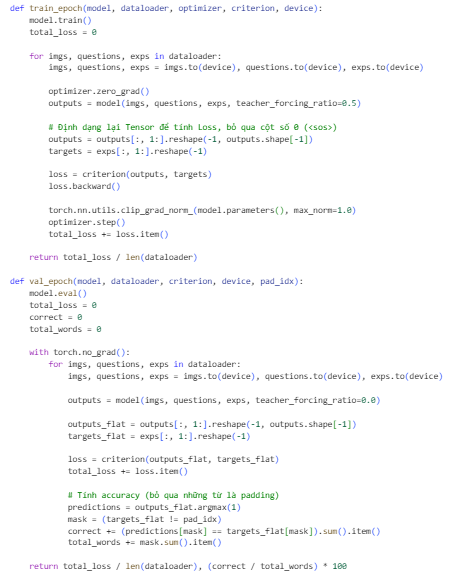 def train_epoch(model, dataloader, optimizer, criterion, device):
    model.train()
    total_loss = 0

    for imgs, questions, exps in dataloader:
        imgs, questions, exps = imgs.to(device), questions.to(device), exps.to(device)

        optimizer.zero_grad()
        outputs = model(imgs, questions, exps, teacher_forcing_ratio=0.5)

        # Định dạng lại Tensor để tính Loss, bỏ qua cột số 0 (<sos>)
        outputs = outputs[:, 1:].reshape(-1, outputs.shape[-1])
        targets = exps[:, 1:].reshape(-1)

        loss = criterion(outputs, targets)
        loss.backward()

        torch.nn.utils.clip_grad_norm_(model.parameters(), max_norm=1.0)
        optimizer.step()
        total_loss += loss.item()

    return total_loss / len(dataloader)

def val_epoch(model, dataloader, criterion, device, pad_idx):
    model.eval()
    total_loss = 0
    correct = 0
    total_words = 0

    with torch.no_grad():
        for imgs, questions, exps in dataloader:
            imgs, questions, exps = imgs.to(device), questions.to(device), exps.to(device)

            outputs = model(imgs, questions, exps, teacher_forcing_ratio=0.0)

            outputs_flat = outputs[:, 1:].reshape(-1, outputs.shape[-1])
            targets_flat = exps[:, 1:].reshape(-1)

            loss = criterion(outputs_flat, targets_flat)
            total_loss += loss.item()

            # Tính accuracy (bỏ qua những từ là padding)
            predictions = outputs_flat.argmax(1)
            mask = (targets_flat != pad_idx)
            correct += (predictions[mask] == targets_flat[mask]).sum().item()
            total_words += mask.sum().item()

    return total_loss / len(dataloader), (correct / total_words) * 100